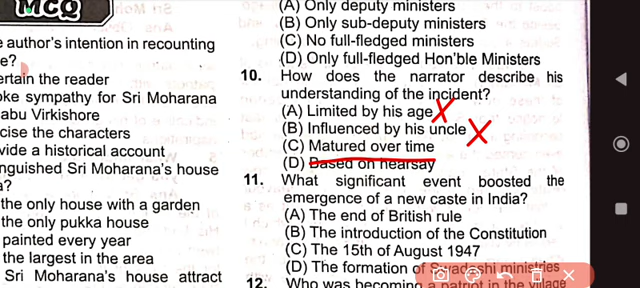 MCQ
e author's intention in recounting
e?
ertain the reader
oke sympathy for Sri Moharana
abu Virkishore
cise the characters
vide a historical account
nguished Sri Moharana's house
a?
the only house with a garden
the only pukka house
painted every year
the largest in the area
Sri Moharana's house attract
(A) Only deputy ministers
(B) Only sub-deputy ministers
(C) No full-fledged ministers
(D) Only full-fledged Hon'ble Ministers
10. How does the narrator describe his
understanding of the incident?
(A) Limited by his age
(B) Influenced by his uncle
(C) Matured over time
(D) Based on hearsay
11. What significant event boosted the
emergence of a new caste in India?
(A) The end of British rule
(B) The introduction of the Constitution
(C) The 15th of August 1947
(D) The formation of Swadeshi ministries
12. Who was becoming a patriot in the village